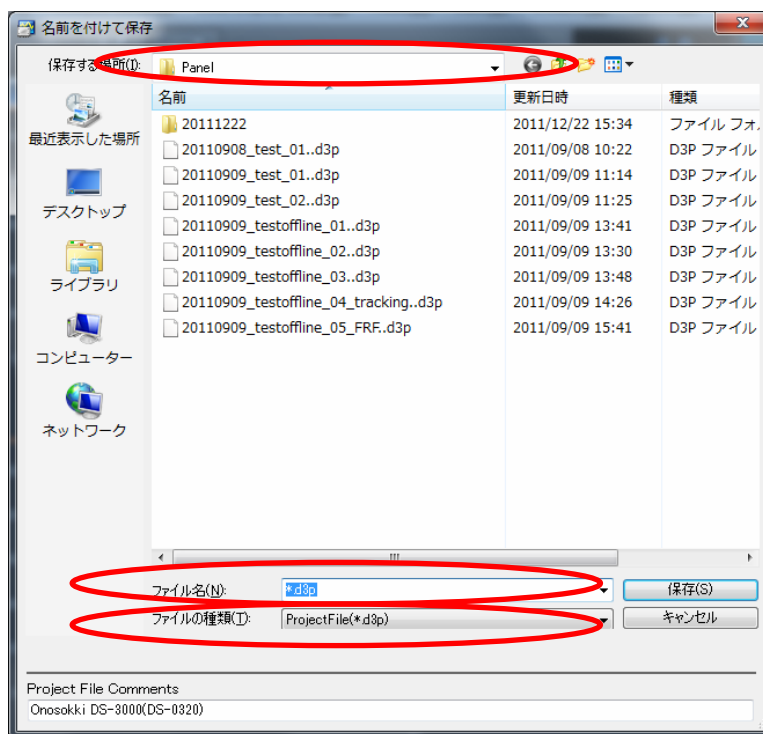 名前を付けて保存
保存する場所(I): Panel
名前 更新日時 種類
最近表示した場所
デスクトップ
ライブラリ
コンピューター
ネットワーク
20111222 2011/12/22 15:34 ファイル フォ
20110908_test_01..d3p 2011/09/08 10:22 D3P ファイル
20110909_test_01..d3p 2011/09/09 11:14 D3P ファイル
20110909_test_02..d3p 2011/09/09 11:25 D3P ファイル
20110909_testoffline_01..d3p 2011/09/09 13:41 D3P ファイル
20110909_testoffline_02..d3p 2011/09/09 13:30 D3P ファイル
20110909_testoffline_03..d3p 2011/09/09 13:48 D3P ファイル
20110909_testoffline_04_tracking..d3p 2011/09/09 14:26 D3P ファイル
20110909_testoffline_05_FRF..d3p 2011/09/09 15:41 D3P ファイル
ファイル名(N): *.d3p 保存(S)
ファイルの種類(T): ProjectFile(*.d3p) キャンセル
Project File Comments
Onosokki DS-3000(DS-0320)